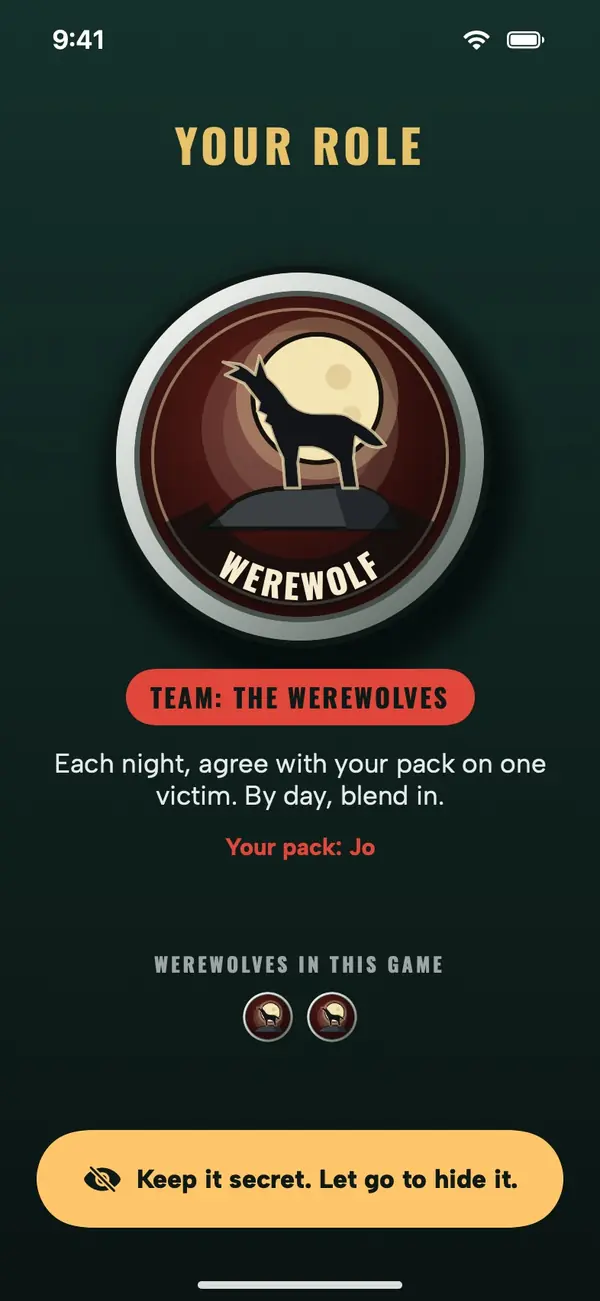 9:41
YOUR ROLE
WEREWOLF
TEAM: THE WEREWOLVES
Each night, agree with your pack on one
victim. By day, blend in.
Your pack: Jo
WEREWOLVES IN THIS GAME
Keep it secret. Let go to hide it.